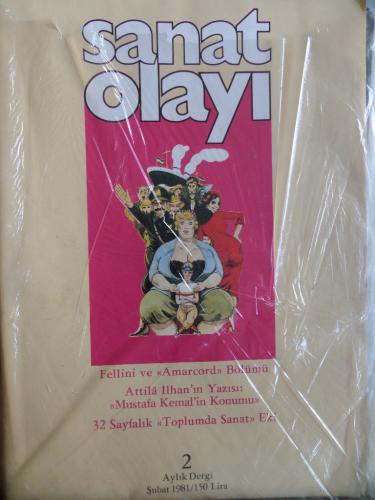 sanat
olayı
Fellini ve «Amarcord» Bölümü
Attilâ İlhan'ın Yazısı:
«Mustafa Kemal'in Konumu»
32 Sayfalık «Toplumda Sanat» Eki
2
Aylık Dergi
Şubat 1981/150 Lira